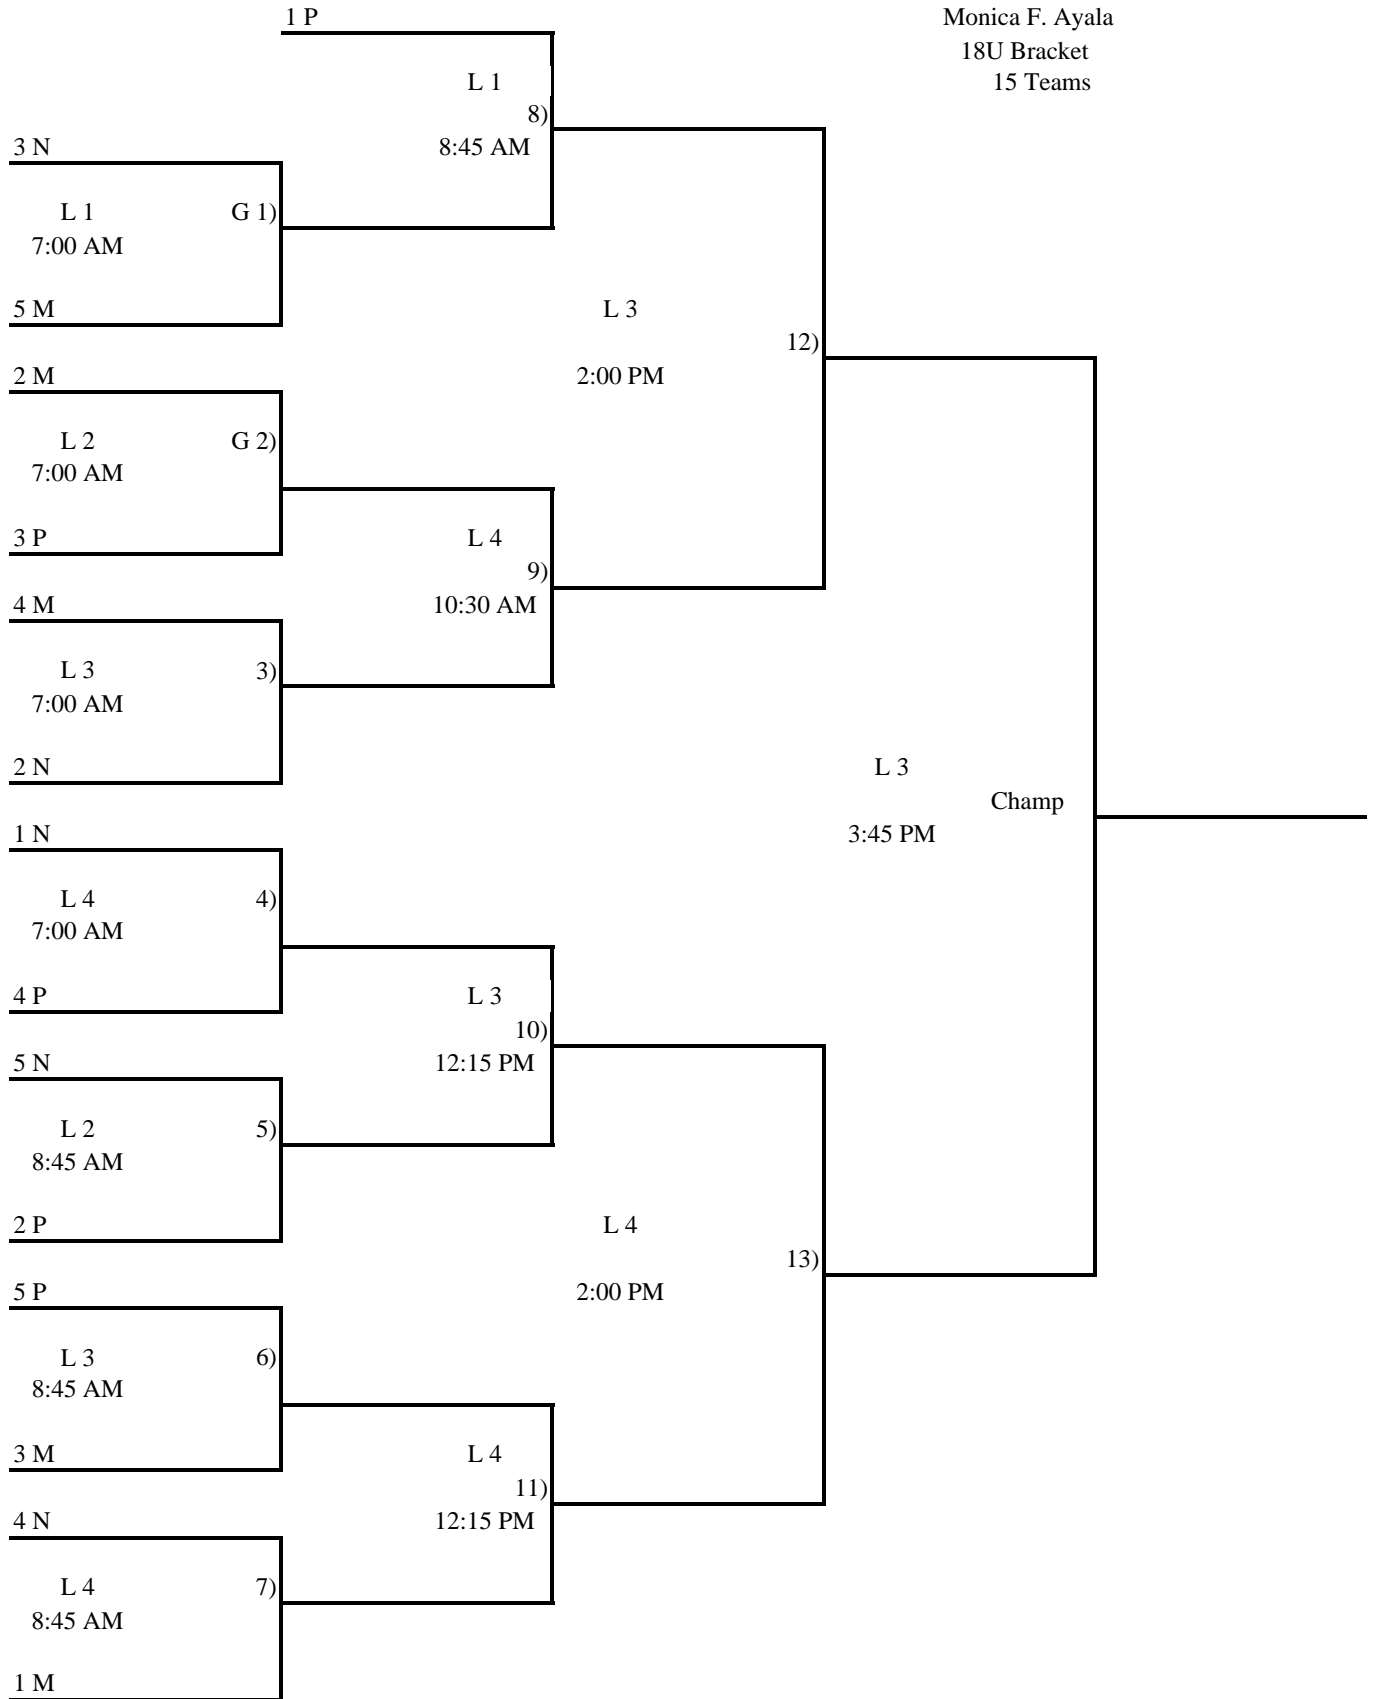 1 P
Monica F. Ayala
18U Bracket
15 Teams
L 1
8)
8:45 AM
3 N
L 1 G 1)
7:00 AM
5 M
L 3
12)
2:00 PM
2 M
L 2 G 2)
7:00 AM
3 P
L 4
9)
10:30 AM
4 M
L 3 3)
7:00 AM
2 N
L 3
Champ
3:45 PM
1 N
L 4 4)
7:00 AM
4 P
L 3
10)
12:15 PM
5 N
L 2 5)
8:45 AM
2 P
L 4
13)
2:00 PM
5 P
L 3 6)
8:45 AM
3 M
L 4
11)
12:15 PM
4 N
L 4 7)
8:45 AM
1 M